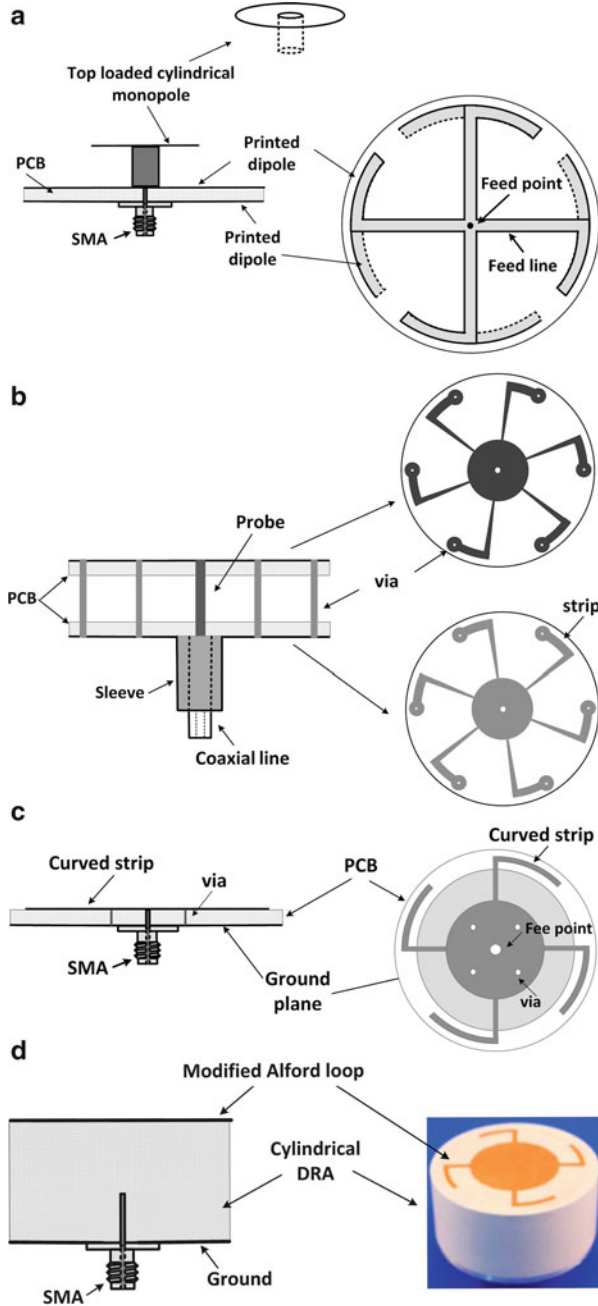 a
Top loaded cylindrical
monopole
PCB
Printed
dipole
SMA
Printed
dipole
Feed point
Feed line
b
Probe
PCB
via
strip
Sleeve
Coaxial line
c
Curved strip
via
SMA
Ground
plane
PCB
Curved strip
Fee point
via
d
Modified Alford loop
Cylindrical
DRA
SMA
Ground